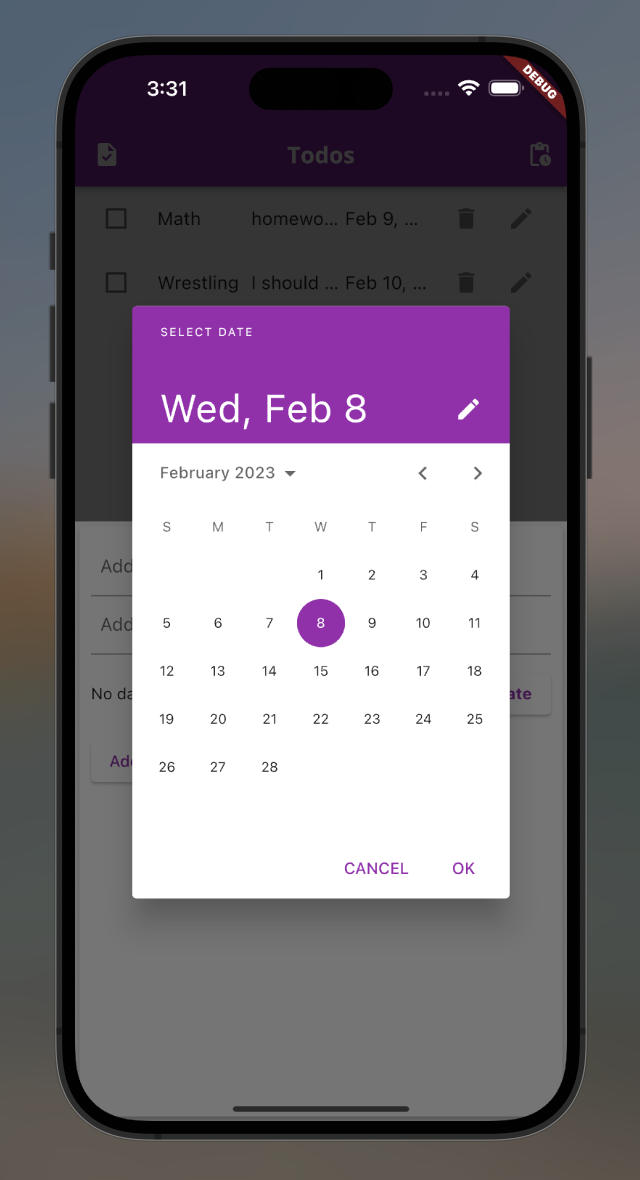 3:31
DEBUG
Todos
Math homewo... Feb 9, ...
Wrestling I should ... Feb 10, ...
SELECT DATE
Wed, Feb 8
February 2023
S M T W T F S
1 2 3 4
Add
5 6 7 8 9 10 11
Add
12 13 14 15 16 17 18
No da ate
19 20 21 22 23 24 25
Add
26 27 28
CANCEL OK